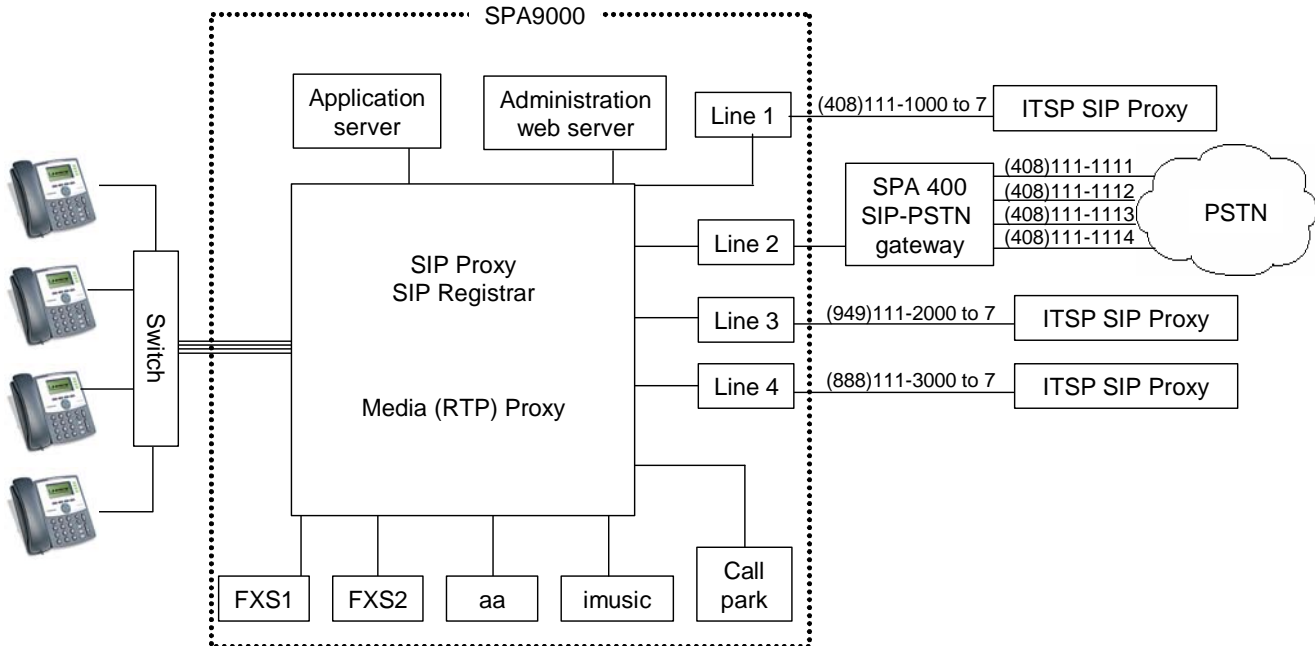 SPA9000
Application
server
Administration
web server
Line 1
(408)111-1000 to 7
ITSP SIP Proxy
SPA 400
SIP-PSTN
gateway
(408)111-1111
(408)111-1112
(408)111-1113
(408)111-1114
PSTN
Line 2
SIP Proxy
SIP Registrar
Switch
Line 3
(949)111-2000 to 7
ITSP SIP Proxy
Media (RTP) Proxy
Line 4
(888)111-3000 to 7
ITSP SIP Proxy
FXS1
FXS2
aa
imusic
Call
park